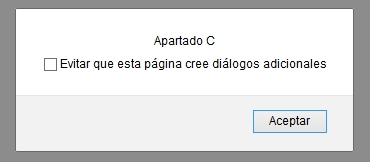 Apartado C
Evitar que esta página cree diálogos adicionales
Aceptar